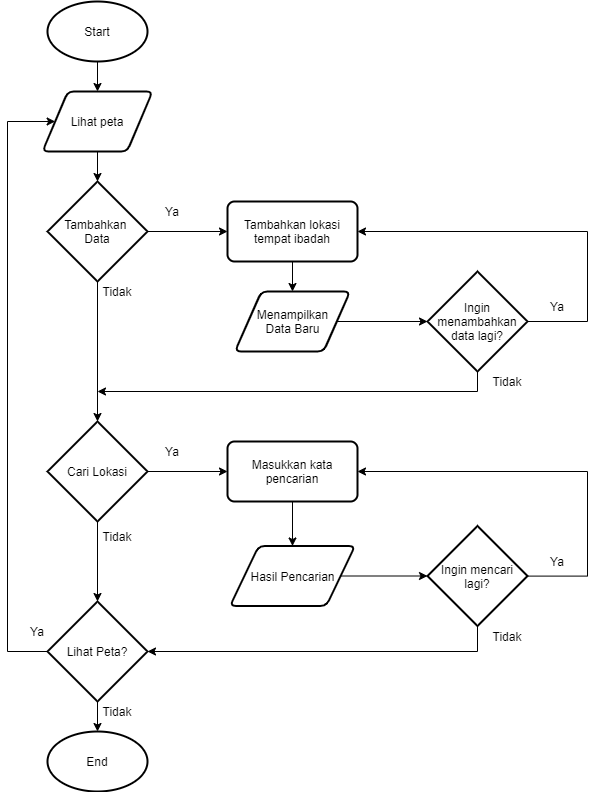 Start
Lihat peta
Tambahkan
Data
Ya
Tambahkan lokasi
tempat ibadah
Tidak
Menampilkan
Data Baru
Ingin
menambahkan
data lagi?
Ya
Tidak
Cari Lokasi
Ya
Masukkan kata
pencarian
Tidak
Hasil Pencarian
Ingin mencari
lagi?
Ya
Tidak
Ya
Lihat Peta?
Tidak
End